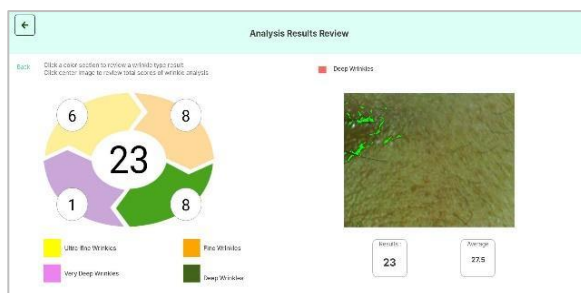 Analysis Results Review
Back
Click a color section to review a wrinkle type result
Click center image to review total scores of wrinkle analysis
Deep Wrinkles
6
8
23
1
8
Ultra-fine Wrinkles
Fine Wrinkles
Very Deep Wrinkles
Deep Wrinkles
Results :
23
Average
27.5